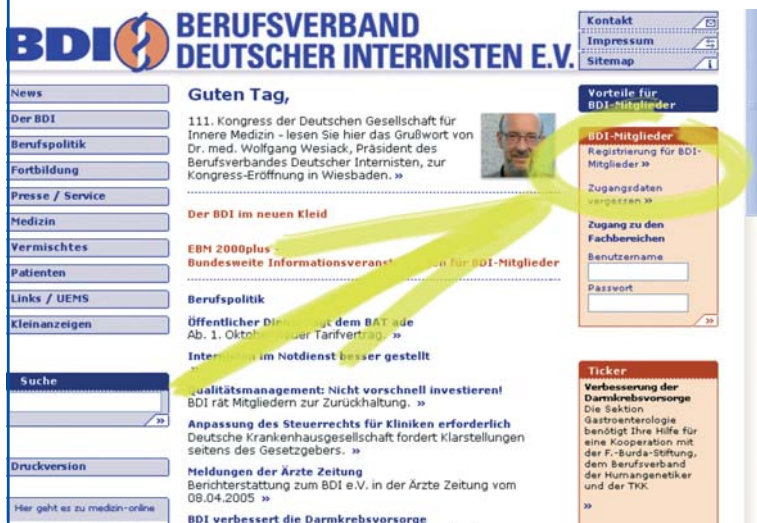 BDI BERUFSVERBAND
DEUTSCHER INTERNISTEN E.V.
Kontakt
Impressum
Sitemap
News
Der BDI
Berufspolitik
Fortbildung
Presse / Service
Medizin
Vermischtes
Patienten
Links / UEMS
Kleinanzeigen
Suche
»
Druckversion
Hier geht es zu medizin-online
Guten Tag,
111. Kongress der Deutschen Gesellschaft für
Innere Medizin - lesen Sie hier das Grußwort von
Dr. med. Wolfgang Wesiack, Präsident des
Berufsverbandes Deutscher Internisten, zur
Kongress-Eröffnung in Wiesbaden. »
Der BDI im neuen Kleid
EBM 2000plus -
Bundesweite für BDI-Mitglieder
Berufspolitik
Öffentlicher dem BAT ade
Ab. 1. Tarifvertrag. »
Internisten im Notdienst besser gestellt
»
Qualitätsmanagement: Nicht vorschnell investieren!
BDI rät Mitgliedern zur Zurückhaltung. »
Anpassung des Steuerrechts für Kliniken erforderlich
Deutsche Krankenhausgesellschaft fordert Klarstellungen
seitens des Gesetzgebers. »
Meldungen der Ärzte Zeitung
Berichterstattung zum BDI e.V. in der Ärzte Zeitung vom
08.04.2005 »
BDI verbessert die Darmkrebsvorsorge
Vorteile für
BDI-Mitglieder
BDI-Mitglieder
Registrierung für BDI-
Mitglieder »
Zugangsdaten
vergessen »
Zugang zu den
Fachbereichen
Benutzername
Passwort
»
Ticker
Verbesserung der
Darmkrebsvorsorge
Die Sektion
Gastroenterologie
benötigt Ihre Hilfe für
eine Kooperation mit
der F.-Burda-Stiftung,
dem Berufsverband
der Humangenetiker
und der TKK
»